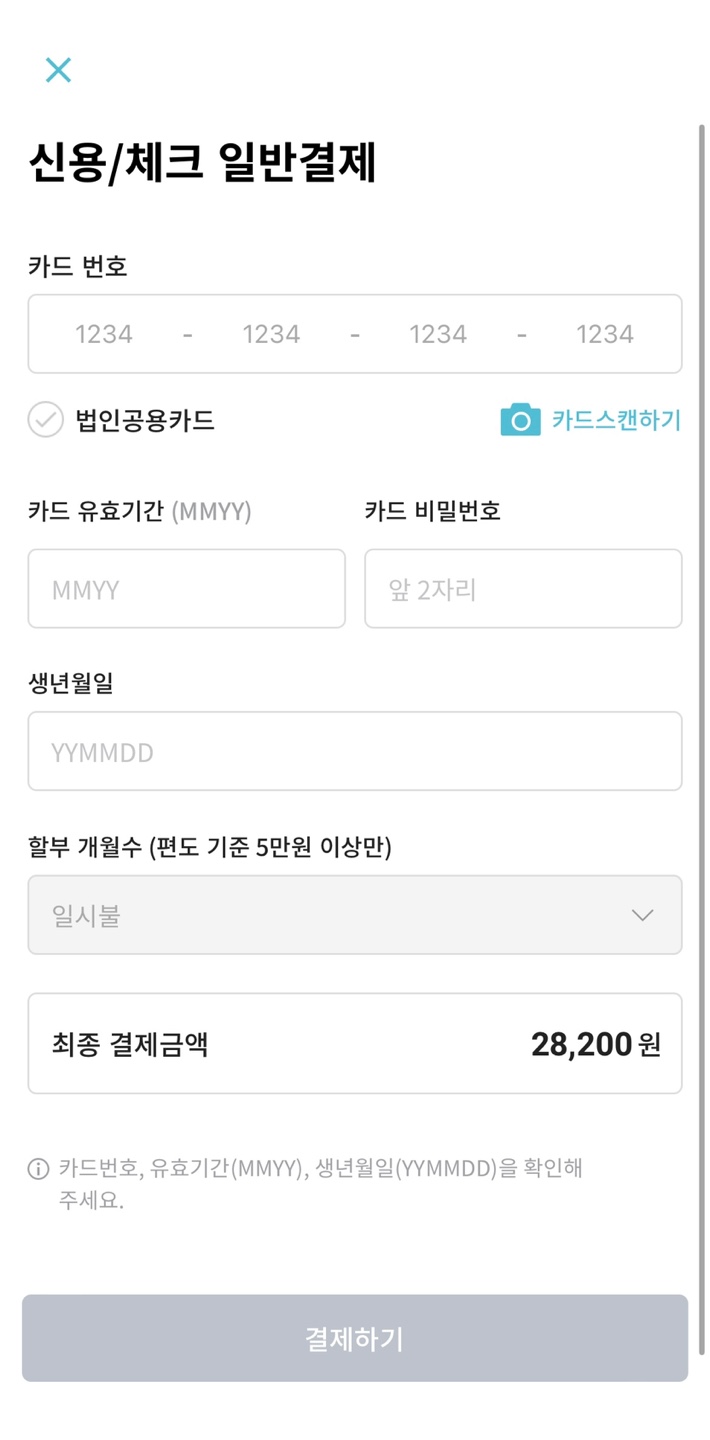 신용/체크 일반결제
카드 번호
1234 - 1234 - 1234 - 1234
법인공용카드 카드스캔하기
카드 유효기간 (MMYY) 카드 비밀번호
MMYY 앞 2자리
생년월일
YYMMDD
할부 개월수 (편도 기준 5만원 이상만)
일시불
최종 결제금액 28,200 원
카드번호, 유효기간(MMYY), 생년월일(YYMMDD)을 확인해
주세요.
결제하기